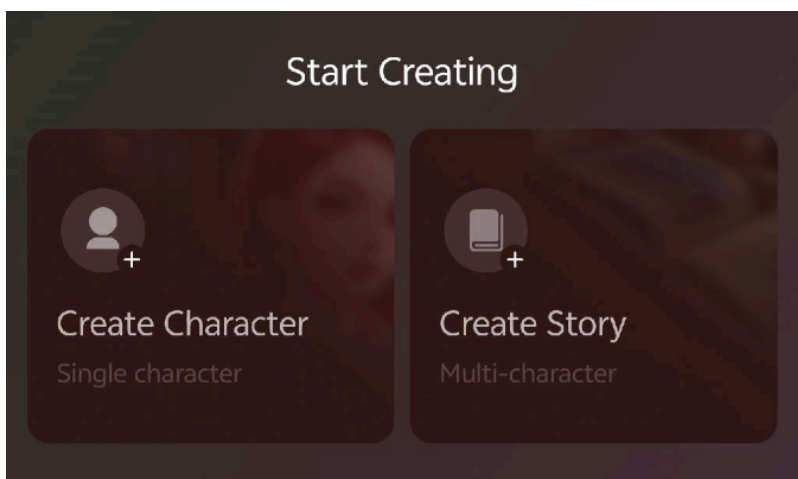 Start Creating
Create Character
Single character
Create Story
Multi-character